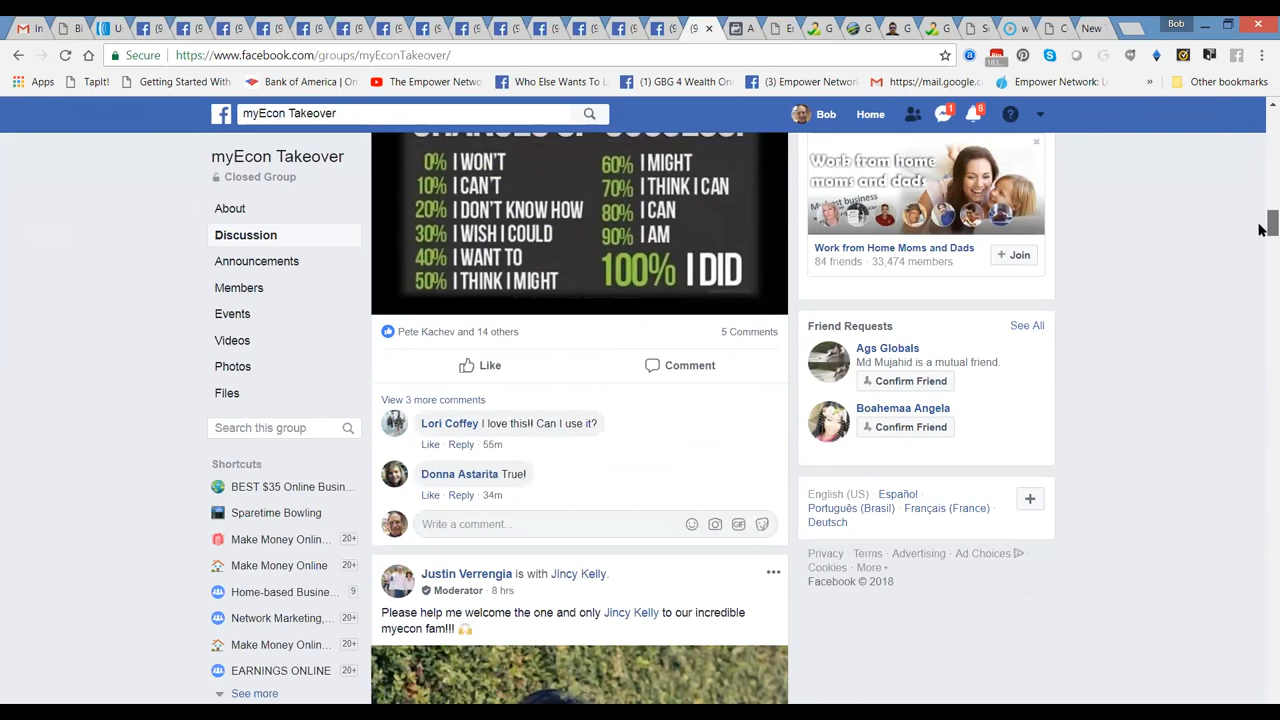 In
Bi
U
(9
A
Er
G
G
G
G
S
w
C
New
Bob
Secure
https://www.facebook.com/groups/myEconTakeover/
183...
Apps
TapIt!
Getting Started With
Bank of America On
The Empower Netwo
Who Else Wants To L
(1) GBG 4 Wealth On
(3) Empower Networ
https://mail.google.c
Empower Network: L
»
Other bookmarks
myEcon Takeover
Bob
Home
1
8
myEcon Takeover
Closed Group
About
Discussion
Announcements
Members
Events
Videos
Photos
Files
Search this group
Shortcuts
BEST $35 Online Busin...
Sparetime Bowling
Make Money Onlin... 20+
Make Money Online 20+
Home-based Busine... 9
Network Marketing,... 20+
Make Money Onlin... 20+
EARNINGS ONLINE 20+
See more
0% I WON'T
10% I CAN'T
20% I DON'T KNOW HOW
30% I WISH I COULD
40% I WANT TO
50% I THINK I MIGHT
60% I MIGHT
70% I THINK I CAN
80% I CAN
90% I AM
100% I DID
Pete Kachev and 14 others
5 Comments
Like
Comment
View 3 more comments
Lori Coffey I love this!! Can I use it?
Like · Reply · 55m
Donna Astarita True!
Like · Reply · 34m
Write a comment...
GIF
Justin Verrengia is with Jincy Kelly.
Moderator · 8 hrs
Please help me welcome the one and only Jincy Kelly to our incredible
myecon fam!!!
Work from home
moms and dads
Work from Home Moms and Dads
84 friends · 33,474 members
+ Join
Friend Requests
See All
Ags Globals
Md Mujahid is a mutual friend.
Confirm Friend
Boahemaa Angela
Confirm Friend
English (US) · Español ·
Português (Brasil) · Français (France) ·
Deutsch
Privacy · Terms · Advertising · Ad Choices ·
Cookies · More
Facebook © 2018